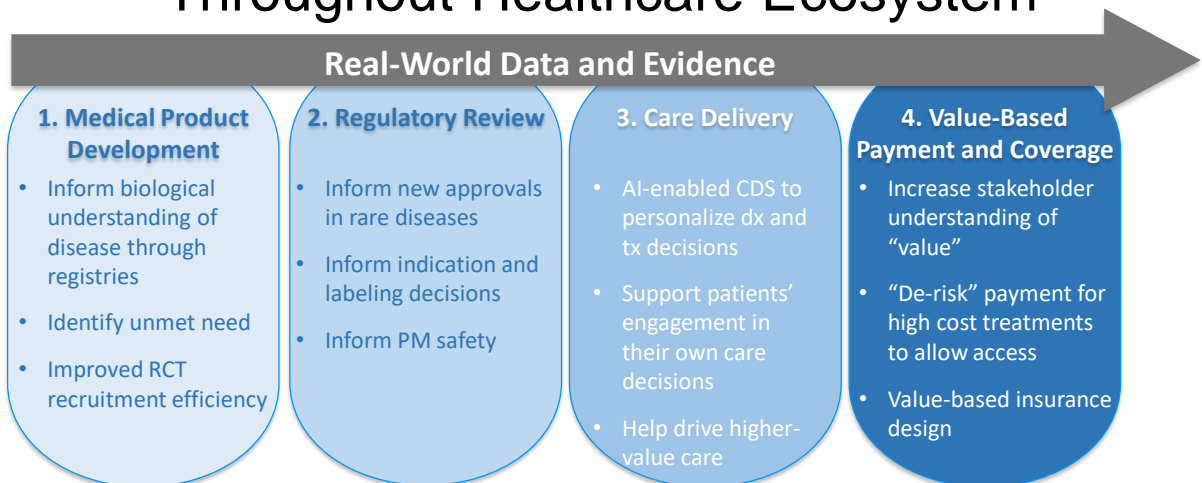 Throughout Healthcare Ecosystem
Real-World Data and Evidence
1. Medical Product
Development
• Inform biological
understanding of
disease through
registries
• Identify unmet need
• Improved RCT
recruitment efficiency
2. Regulatory Review
• Inform new approvals
in rare diseases
• Inform indication and
labeling decisions
• Inform PM safety
3. Care Delivery
• AI-enabled CDS to
personalize dx and
tx decisions
• Support patients’
engagement in
their own care
decisions
• Help drive higher-
value care
4. Value-Based
Payment and Coverage
• Increase stakeholder
understanding of
“value”
• “De-risk” payment for
high cost treatments
to allow access
• Value-based insurance
design